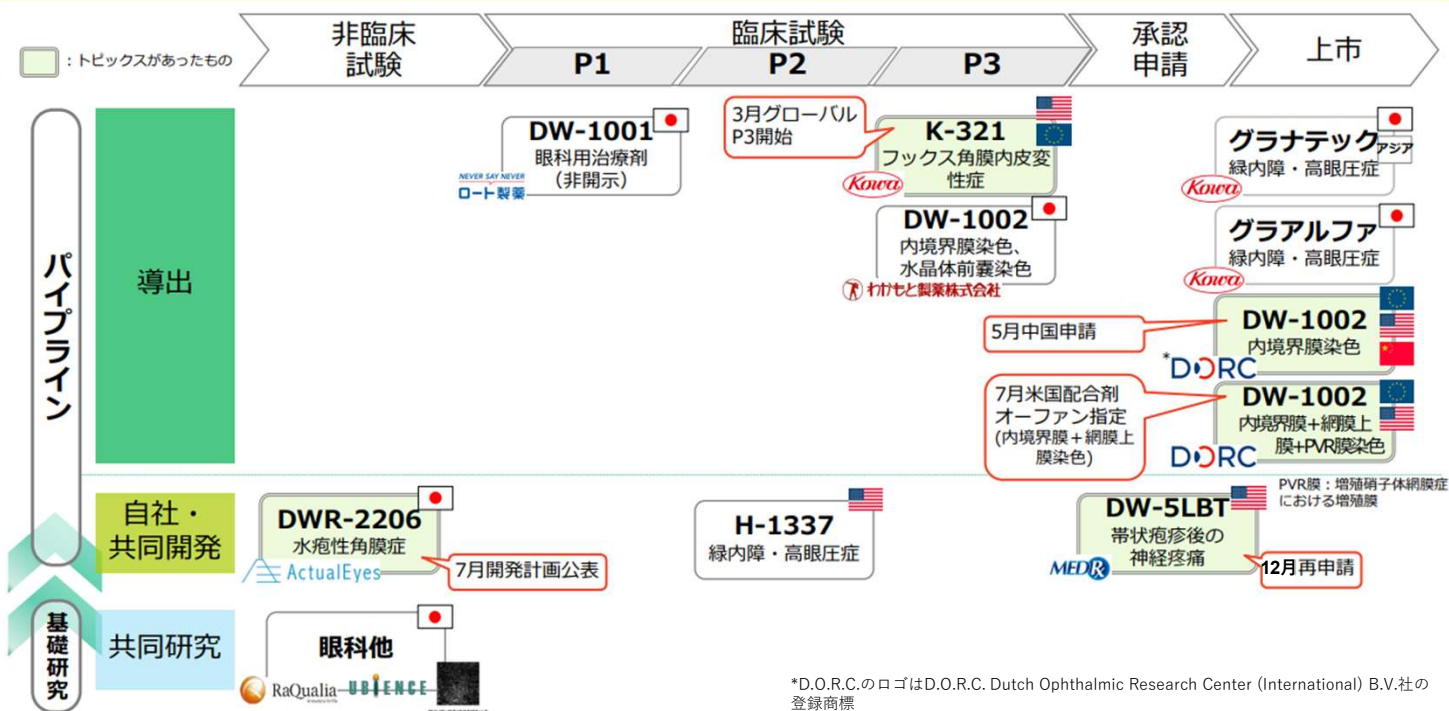 ：トピックスがあったもの
非臨床
試験
臨床試験
P1
P2
P3
承認
申請
上市
パイプライン
導出
DW-1001
眼科用治療剤
（非開示）
NEVER SAY NEVER
ロート製薬
3月グローバル
P3開始
K-321
フックス角膜内皮変
性症
Kowa
DW-1002
内境界膜染色、
水晶体前嚢染色
わかもと製薬株式会社
グラナテック
アジア
緑内障・高眼圧症
Kowa
グラアルファ
緑内障・高眼圧症
Kowa
5月中国申請
DW-1002
内境界膜染色
*DORC
7月米国配合剤
オーファン指定
(内境界膜＋網膜上
膜染色)
DW-1002
内境界膜＋網膜上
膜+PVR膜染色
DORC
PVR膜：増殖硝子体網膜症
における増殖膜
自社・
共同開発
DWR-2206
水疱性角膜症
ActualEyes
7月開発計画公表
H-1337
緑内障・高眼圧症
DW-5LBT
帯状疱疹後の
神経疼痛
MEDRx
12月再申請
基礎研究
共同研究
眼科他
RaQualia
UBIENCE
*D.O.R.C.のロゴはD.O.R.C. Dutch Ophthalmic Research Center (International) B.V.社の
登録商標